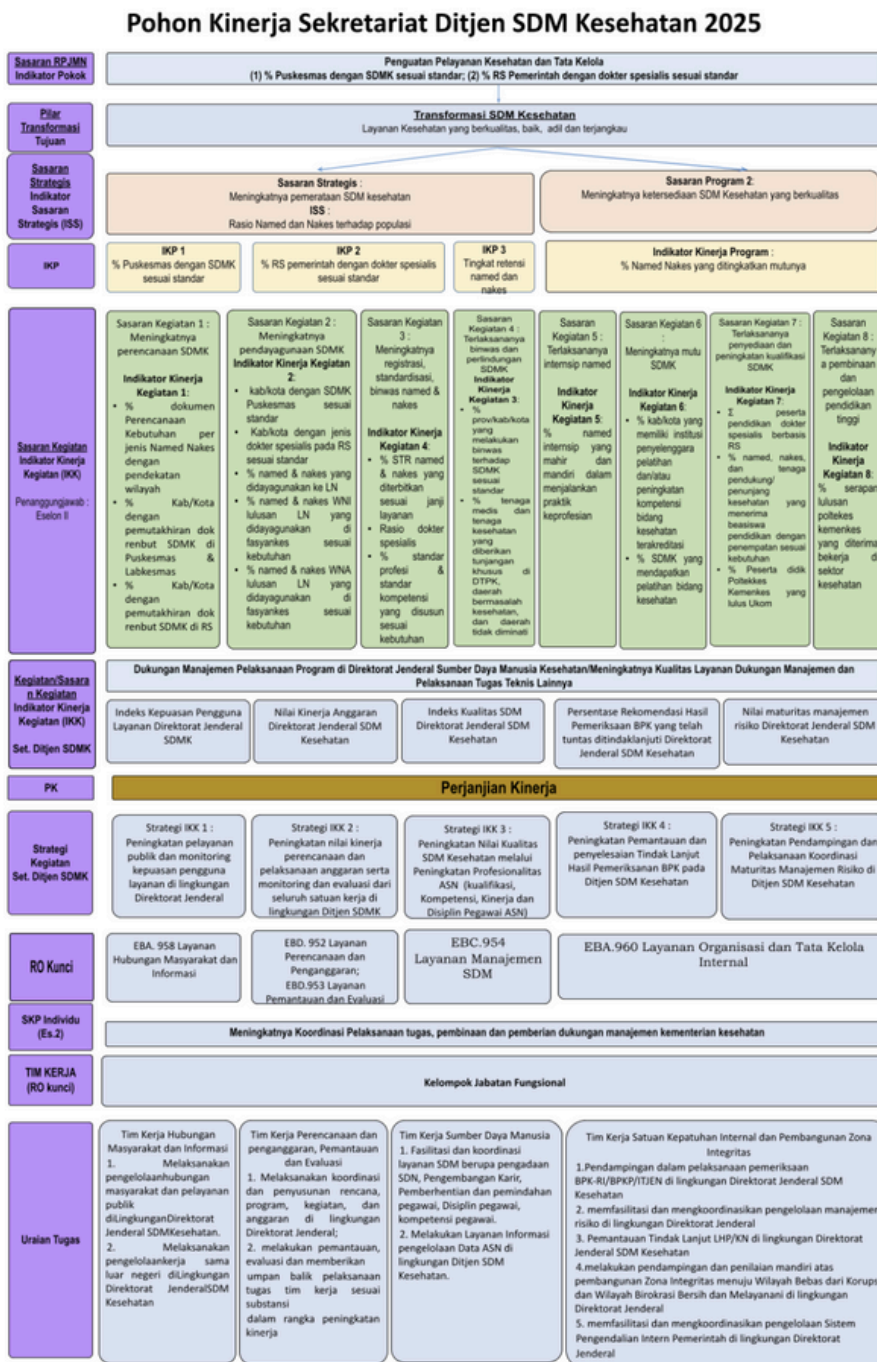 Pohon Kinerja Sekretariat Ditjen SDM Kesehatan 2025
Sasaran RPJMN
Indikator Pokok
Penguatan Pelayanan Kesehatan dan Tata Kelola
(1) % Puskesmas dengan SDMK sesuai standar; (2) % RS Pemerintah dengan dokter spesialis sesuai standar
Pilar
Transformasi
Tujuan
Transformasi SDM Kesehatan
Layanan Kesehatan yang berkualitas, baik, adil dan terjangkau
Sasaran
Strategis
Indikator
Sasaran
Strategis (ISS)
Sasaran Strategis :
Meningkatnya pemerataan SDM kesehatan
ISS :
Rasio Named dan Nakes terhadap populasi
Sasaran Program 2:
Meningkatnya ketersediaan SDM Kesehatan yang berkualitas
IKP
IKP 1
% Puskesmas dengan SDMK
sesuai standar
IKP 2
% RS pemerintah dengan dokter spesialis
sesuai standar
IKP 3
Tingkat retensi
named dan
nakes
Indikator Kinerja Program :
% Named Nakes yang ditingkatkan mutunya
Sasaran Kegiatan
Indikator Kinerja
Kegiatan (IKK)
Penanggungjawab :
Eselon II
Sasaran Kegiatan 1 :
Meningkatnya
perencanaan SDMK
Indikator Kinerja
Kegiatan 1:
• % dokumen
Perencanaan
Kebutuhan per
jenis Named Nakes
dengan
pendekatan
wilayah
• % Kab/Kota
dengan
pemutakhiran dok
renbut SDMK di
Puskesmas &
Labkesmas
• % Kab/Kota
dengan
pemutakhiran dok
renbut SDMK di RS
Sasaran Kegiatan 2 :
Meningkatnya
pendayagunaan SDMK
Indikator Kinerja Kegiatan
2:
• kab/kota dengan SDMK
Puskesmas sesuai
standar
• Kab/Kota dengan jenis
dokter spesialis pada RS
sesuai standar
• % named & nakes yang
didayagunakan ke LN
• % named & nakes WNI
lulusan LN yang
didayagunakan di
fasyankes sesuai
kebutuhan
• % named & nakes WNA
lulusan LN yang
didayagunakan di
fasyankes sesuai
kebutuhan
Sasaran Kegiatan
3 :
Meningkatnya
registrasi,
standardisasi,
binwas named &
nakes
Indikator Kinerja
Kegiatan 4:
• % STR named
& nakes yang
diterbitkan
sesuai janji
layanan
• Rasio dokter
spesialis
• % standar
profesi &
standar
kompetensi
yang disusun
sesuai
kebutuhan
Sasaran
Kegiatan 4 :
Terlaksananya
binwas dan
perlindungan
SDMK
Indikator
Kinerja
Kegiatan 3:
• %
prov/kab/kota
yang
melakukan
binwas
terhadap
SDMK
sesuai
standar
• % tenaga
medis dan
tenaga
kesehatan
yang
diberikan
tunjangan
khusus di
DTPK,
daerah
bermasalah
kesehatan,
dan daerah
tidak diminati
Sasaran
Kegiatan 5 :
Terlaksananya
internsip named
Indikator
Kinerja
Kegiatan 5:
% named
internsip yang
mahir dan
mandiri dalam
menjalankan
praktik
keprofesian
Sasaran Kegiatan 6
:
Meningkatnya mutu
SDMK
Indikator Kinerja
Kegiatan 6:
• % kab/kota yang
memiliki institusi
penyelenggara
pelatihan
dan/atau
peningkatan
kompetensi
bidang
kesehatan
terakreditasi
• % SDMK yang
mendapatkan
pelatihan bidang
kesehatan
Sasaran Kegiatan 7 :
Terlaksananya
penyediaan dan
peningkatan kualifikasi
SDMK
Indikator Kinerja
Kegiatan 7:
• Σ peserta
pendidikan dokter
spesialis berbasis
RS
• % named, nakes,
dan tenaga
pendukung/
penunjang
kesehatan yang
menerima
beasiswa
pendidikan dengan
penempatan sesuai
kebutuhan
• % Peserta didik
Poltekkes
Kemenkes yang
lulus Ukom
Sasaran
Kegiatan 8 :
Terlaksanany
a pembinaan
dan
pengelolaan
pendidikan
tinggi
Indikator
Kinerja
Kegiatan 8:
% serapan
lulusan
poltekes
kemenkes
yang diterima
bekerja d
sektor
kesehatan
Kegiatan/Sasara
n Kegiatan
Indikator Kinerja
Kegiatan (IKK)
Set. Ditjen SDMK
Dukungan Manajemen Pelaksanaan Program di Direktorat Jenderal Sumber Daya Manusia Kesehatan/Meningkatnya Kualitas Layanan Dukungan Manajemen dan
Pelaksanaan Tugas Teknis Lainnya
Indeks Kepuasan Pengguna
Layanan Direktorat Jenderal
SDMK
Nilai Kinerja Anggaran
Direktorat Jenderal SDM
Kesehatan
Indeks Kualitas SDM
Direktorat Jenderal SDM
Kesehatan
Persentase Rekomendasi Hasil
Pemeriksaan BPK yang telah
tuntas ditindaklanjuti Direktorat
Jenderal SDM Kesehatan
Nilai maturitas manajemen
risiko Direktorat Jenderal SDM
Kesehatan
PK
Perjanjian Kinerja
Strategi
Kegiatan
Set. Ditjen SDMK
Strategi IKK 1 :
Peningkatan pelayanan
publik dan monitoring
kepuasan pengguna
layanan di lingkungan
Direktorat Jenderal
Strategi IKK 2 :
Peningkatan nilai kinerja
perencanaan dan
pelaksanaan anggaran serta
monitoring dan evaluasi dari
seluruh satuan kerja di
lingkungan Ditjen SDMK
Strategi IKK 3 :
Peningkatan Nilai Kualitas
SDM Kesehatan melalui
Peningkatan Profesionalitas
ASN (kualifikasi,
Kompetensi, Kinerja dan
Disiplin Pegawai ASN)
Strategi IKK 4 :
Peningkatan Pemantauan dan
penyelesaian Tindak Lanjut
Hasil Pemeriksanan BPK pada
Ditjen SDM Kesehatan
Strategi IKK 5 :
Peningkatan Pendampingan dan
Pelaksanaan Koordinasi
Maturitas Manajemen Risiko di
Ditjen SDM Kesehatan
RO Kunci
EBA. 958 Layanan
Hubungan Masyarakat dan
Informasi
EBD. 952 Layanan
Perencanaan dan
Penganggaran;
EBD.953 Layanan
Pemantauan dan Evaluasi
EBC.954
Layanan Manajemen
SDM
EBA.960 Layanan Organisasi dan Tata Kelola
Internal
SKP Individu
(Es.2)
Meningkatnya Koordinasi Pelaksanaan tugas, pembinaan dan pemberian dukungan manajemen kementerian kesehatan
TIM KERJA
(RO kunci)
Kelompok Jabatan Fungsional
Uraian Tugas
Tim Kerja Hubungan
Masyarakat dan Informasi
1. Melaksanakan
pengelolaanhubungan
masyarakat dan pelayanan
publik
diLingkunganDirektorat
Jenderal SDMKesehatan.
2. Melaksanakan
pengelolaankerja sama
luar negeri diLingkungan
Direktorat JenderalSDM
Kesehatan
Tim Kerja Perencanaan dan
penganggaran, Pemantauan
dan Evaluasi
1. Melaksanakan koordinasi
dan penyusunan rencana,
program, kegiatan, dan
anggaran di lingkungan
Direktorat Jenderal;
2. melakukan pemantauan,
evaluasi dan memberikan
umpan balik pelaksanaan
tugas tim kerja sesuai
substansi
dalam rangka peningkatan
kinerja
Tim Kerja Sumber Daya Manusia
1. Fasilitasi dan koordinasi
layanan SDM berupa pengadaan
SDN, Pengembangan Karir,
Pemberhentian dan pemindahan
pegawai, Disiplin pegawai,
kompetensi pegawai.
2. Melakukan Layanan Informasi
pengelolaan Data ASN di
lingkungan Ditjen SDM
Kesehatan.
Tim Kerja Satuan Kepatuhan Internal dan Pembangunan Zona
Integritas
1.Pendampingan dalam pelaksanaan pemeriksaan
BPK-RI/BPKP/ITJEN di lingkungan Direktorat Jenderal SDM
Kesehatan
2. memfasilitasi dan mengkoordinasikan pengelolaan manajemen
risiko di lingkungan Direktorat Jenderal
3. Pemantauan Tindak Lanjut LHP/KN di lingkungan Direktorat
Jenderal SDM Kesehatan
4.melakukan pendampingan dan penilaian mandiri atas
pembangunan Zona Integritas menuju Wilayah Bebas dari Korups
dan Wilayah Birokrasi Bersih dan Melayanani di lingkungan
Direktorat Jenderal
5. memfasilitasi dan mengkoordinasikan pengelolaan Sistem
Pengendalian Intern Pemerintah di lingkungan Direktorat
Jenderal